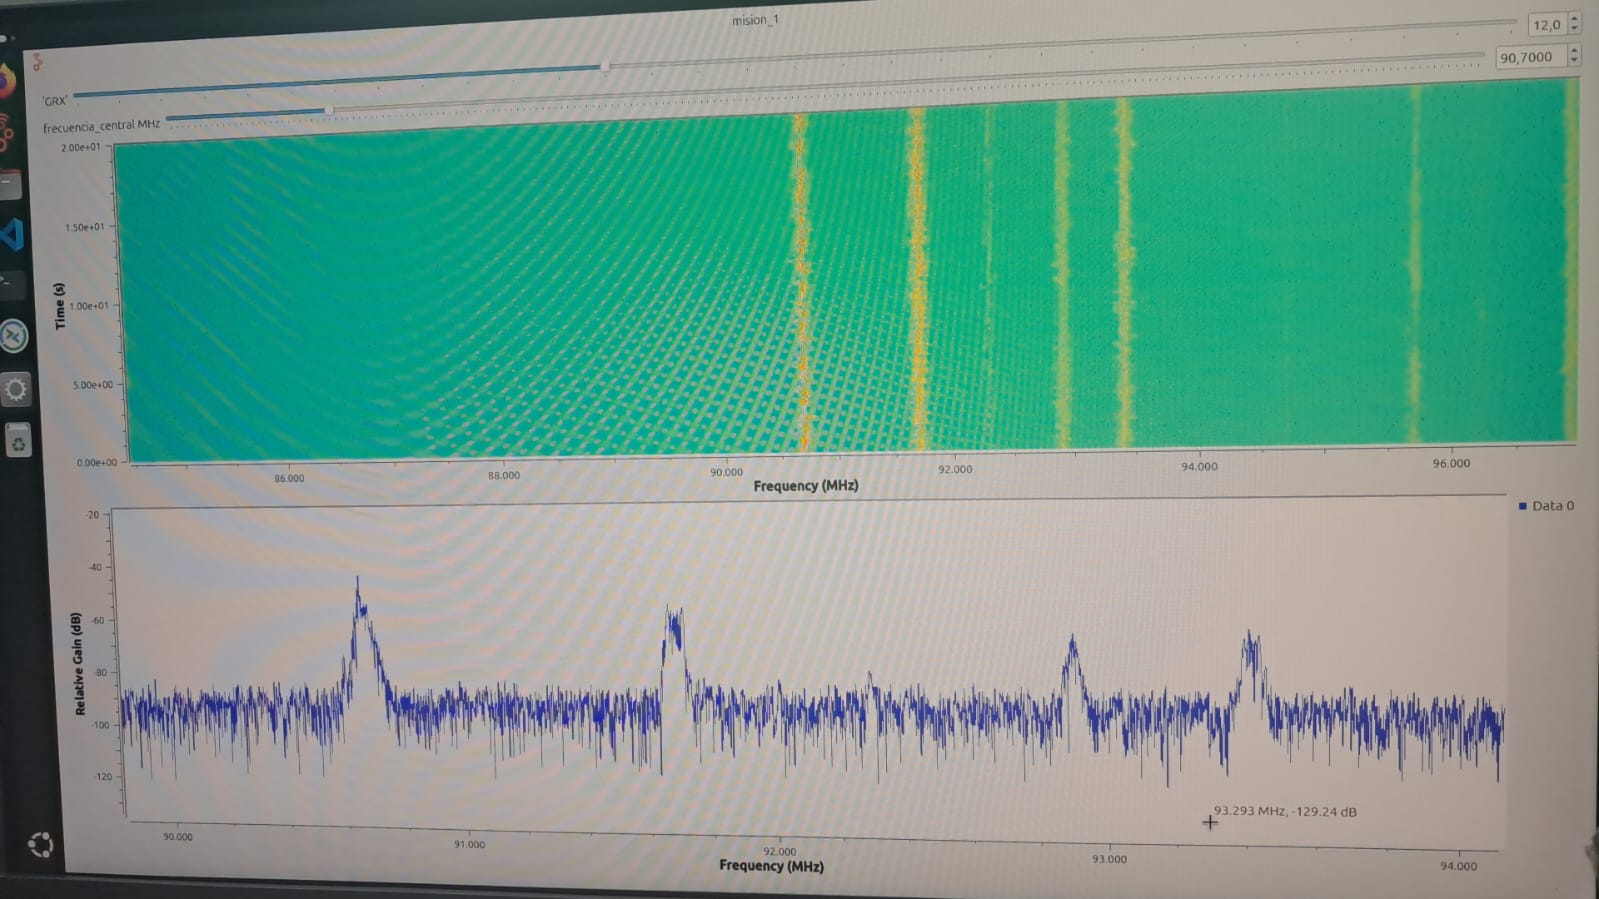 mision_1
'GRX'
12,0
frecuencia_central MHz
90,7000
Time (s)
2.00e+01
1.50e+01
1.00e+01
5.00e+00
0.00e+00
86.000
88.000
90.000
92.000
94.000
96.000
Frequency (MHz)
Data 0
Relative Gain (dB)
-20
-40
-60
-80
-100
-120
93.293 MHz, -129.24 dB
90.000
91.000
92.000
93.000
94.000
Frequency (MHz)